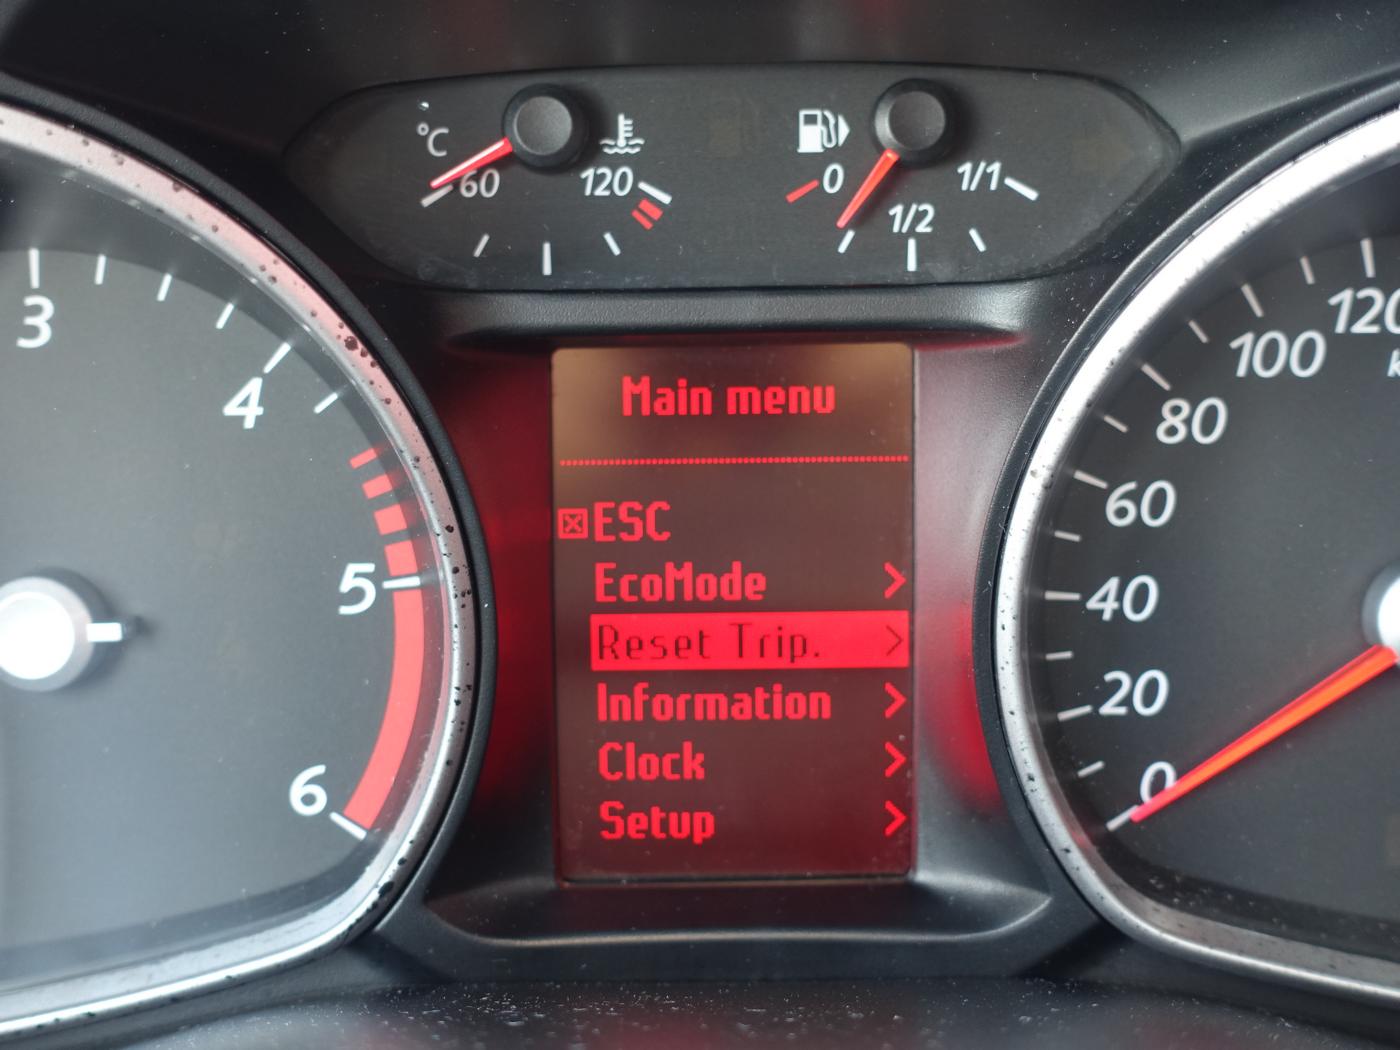 °C
60
120
0
1/2
1/1
3
4
5
6
Main menu
ESC
EcoMode
Reset Trip.
Information
Clock
Setup
120
100
80
60
40
20
0